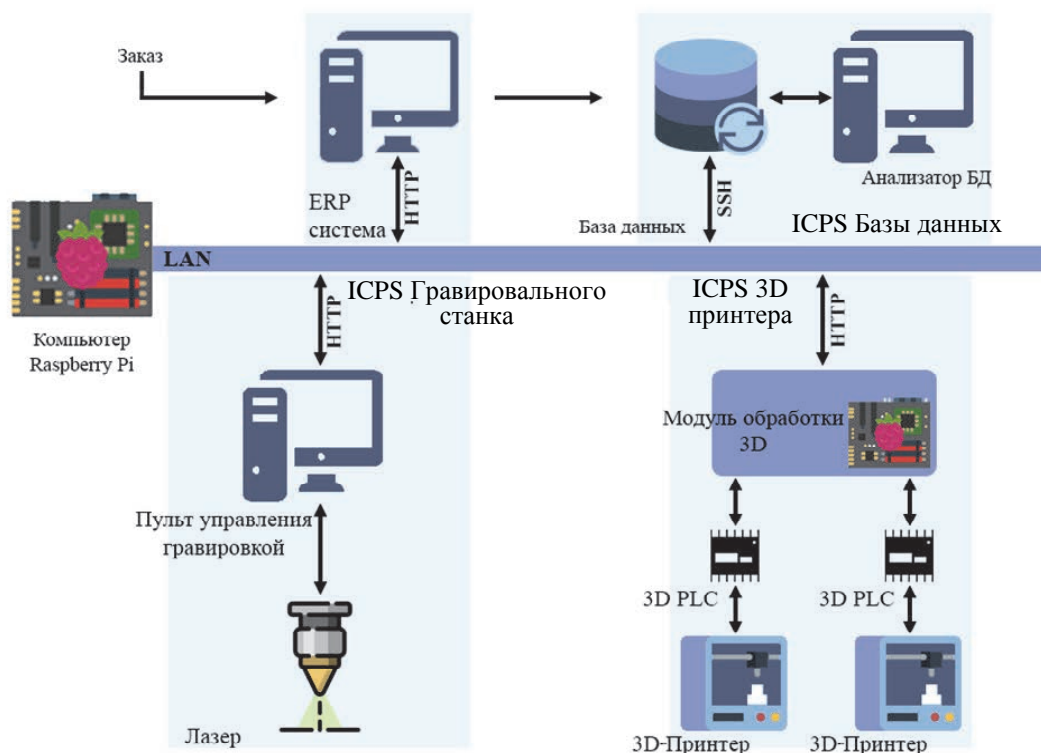 Заказ
ERP
система
HTTP
База данных
SSH
Анализатор БД
ICPS Базы данных
LAN
Компьютер
Raspberry Pi
HTTP
ICPS Гравировального
станка
ICPS 3D
принтера
HTTP
Модуль обработки
3D
Пульт управления
гравировкой
3D PLC
3D PLC
Лазер
3D-Принтер
3D-Принтер